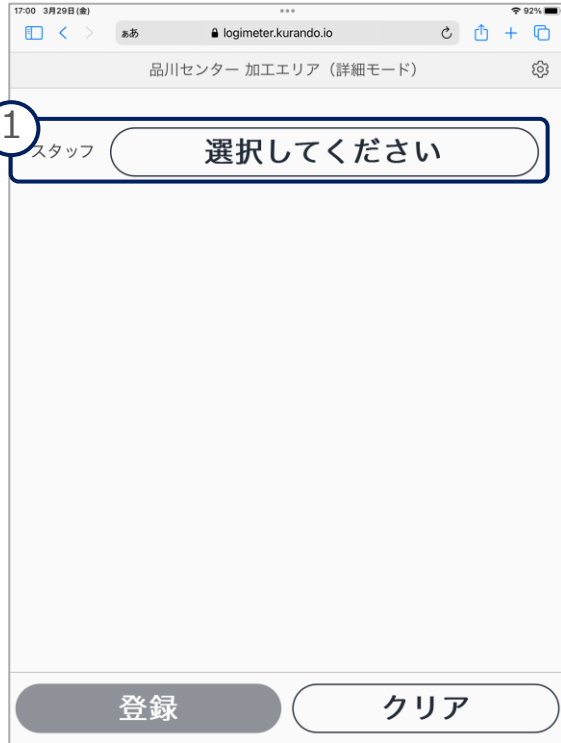 17:00 3月29日(金) 92%
ぁあ logimeter.kurando.io
品川センター 加工エリア（詳細モード）
1
スタッフ 選択してください
登録 クリア